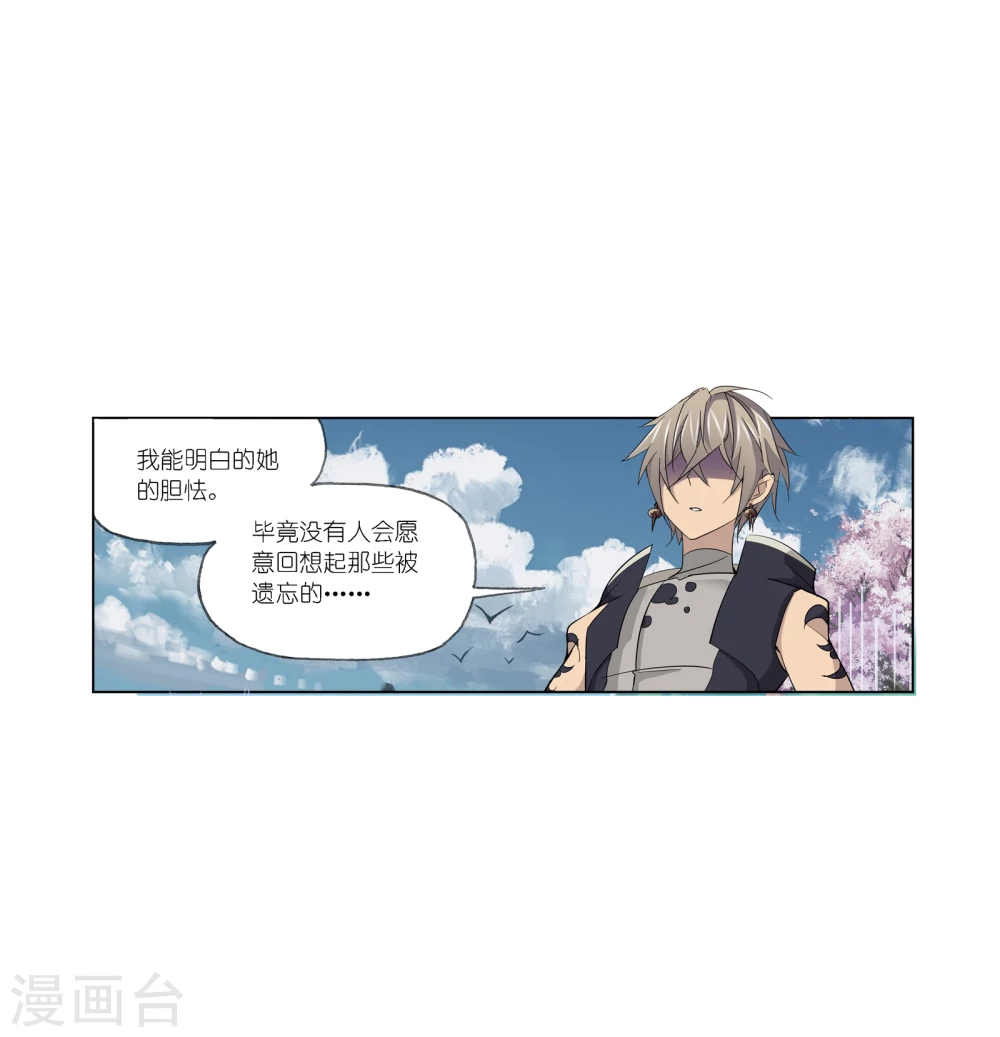 我能明白的她
的胆怯。
毕竟没有人会愿
意回想起那些被
遗忘的……
漫画台